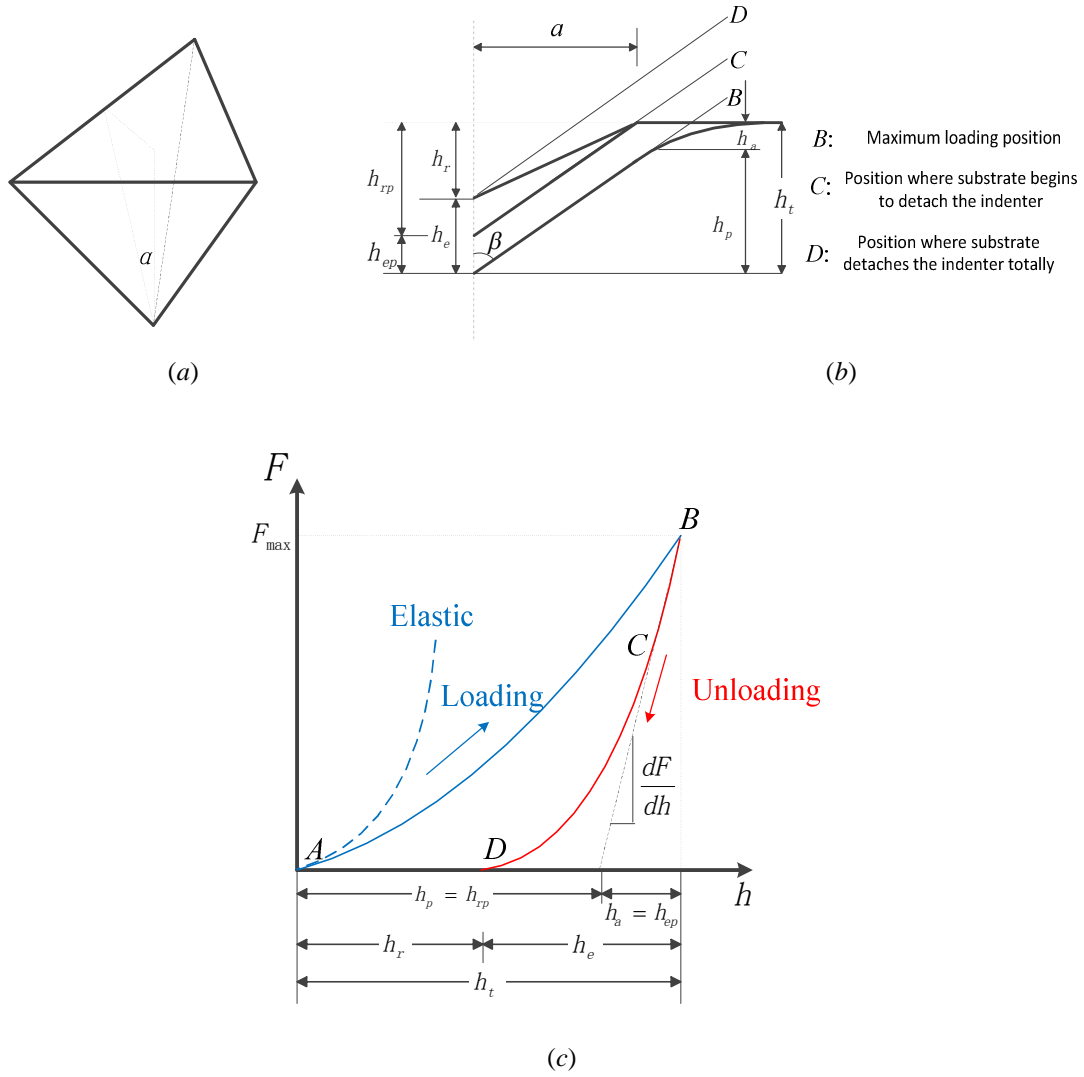 α
(a)
a
D
C
B
h_r
h_rp
h_e
h_ep
β
h_a
h_p
h_t
B: Maximum loading position
C: Position where substrate begins
to detach the indenter
D: Position where substrate
detaches the indenter totally
(b)
F
F_max
B
Elastic
C
Loading
Unloading
dF
dh
A
D
h_p = h_rp
h_a = h_ep
h
h_r
h_e
h_t
(c)